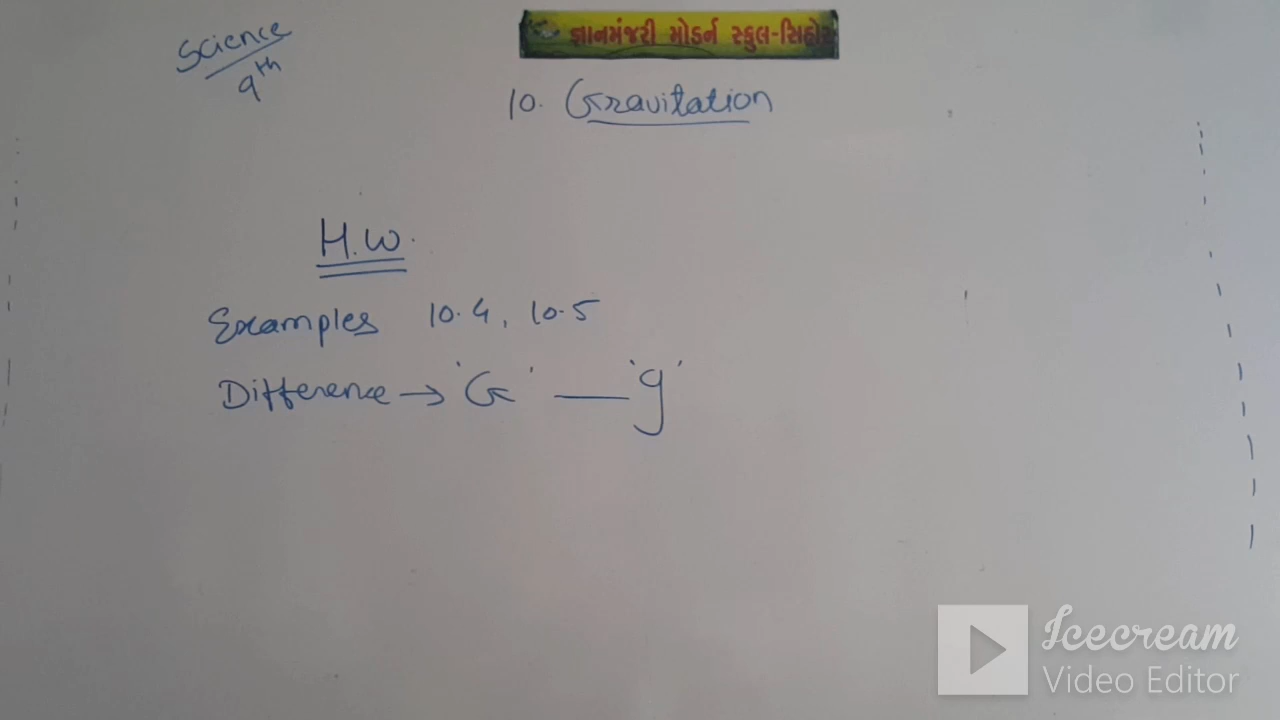 Science
9th
જ્ઞાનમંજરી મોડર્ન સ્કુલ-સિહોર
10. Gravitation
H.W.
Examples 10.4, 10.5
Difference → 'G' — 'g'
Icecream
Video Editor